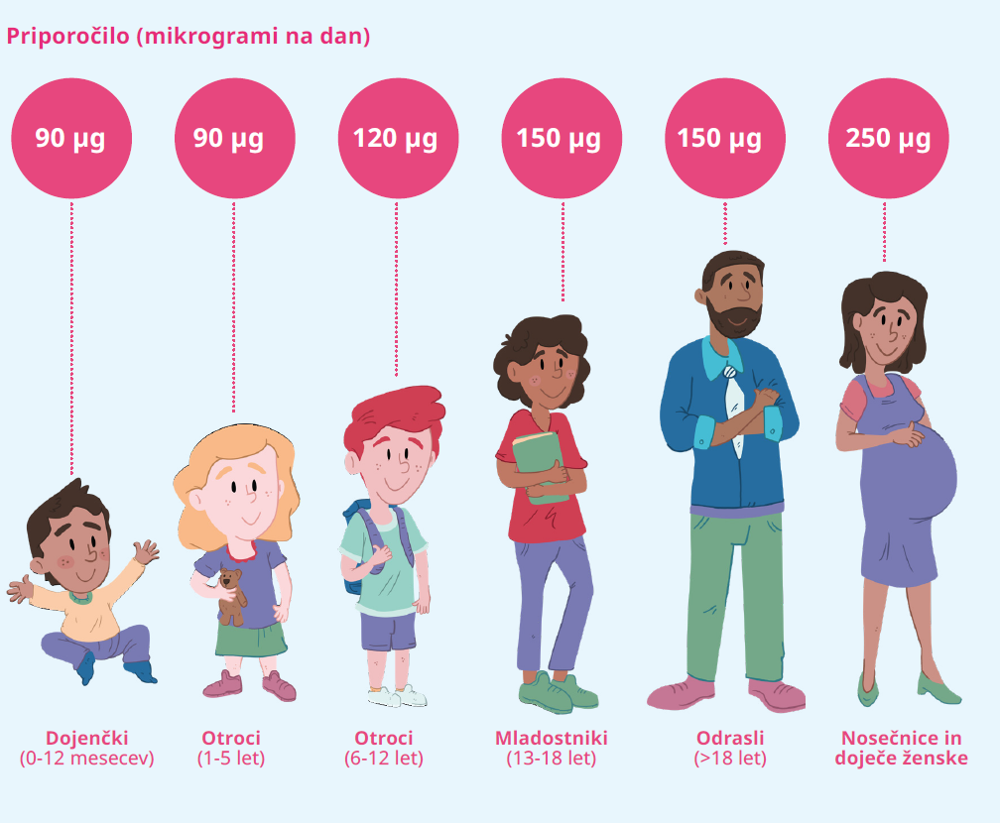 Priporočilo (mikrogrami na dan)
90 µg
90 µg
120 µg
150 µg
150 µg
250 µg
Dojenčki
(0-12 mesecev)
Otroci
(1-5 let)
Otroci
(6-12 let)
Mladostniki
(13-18 let)
Odrasli
(>18 let)
Nosečnice in
doječe ženske